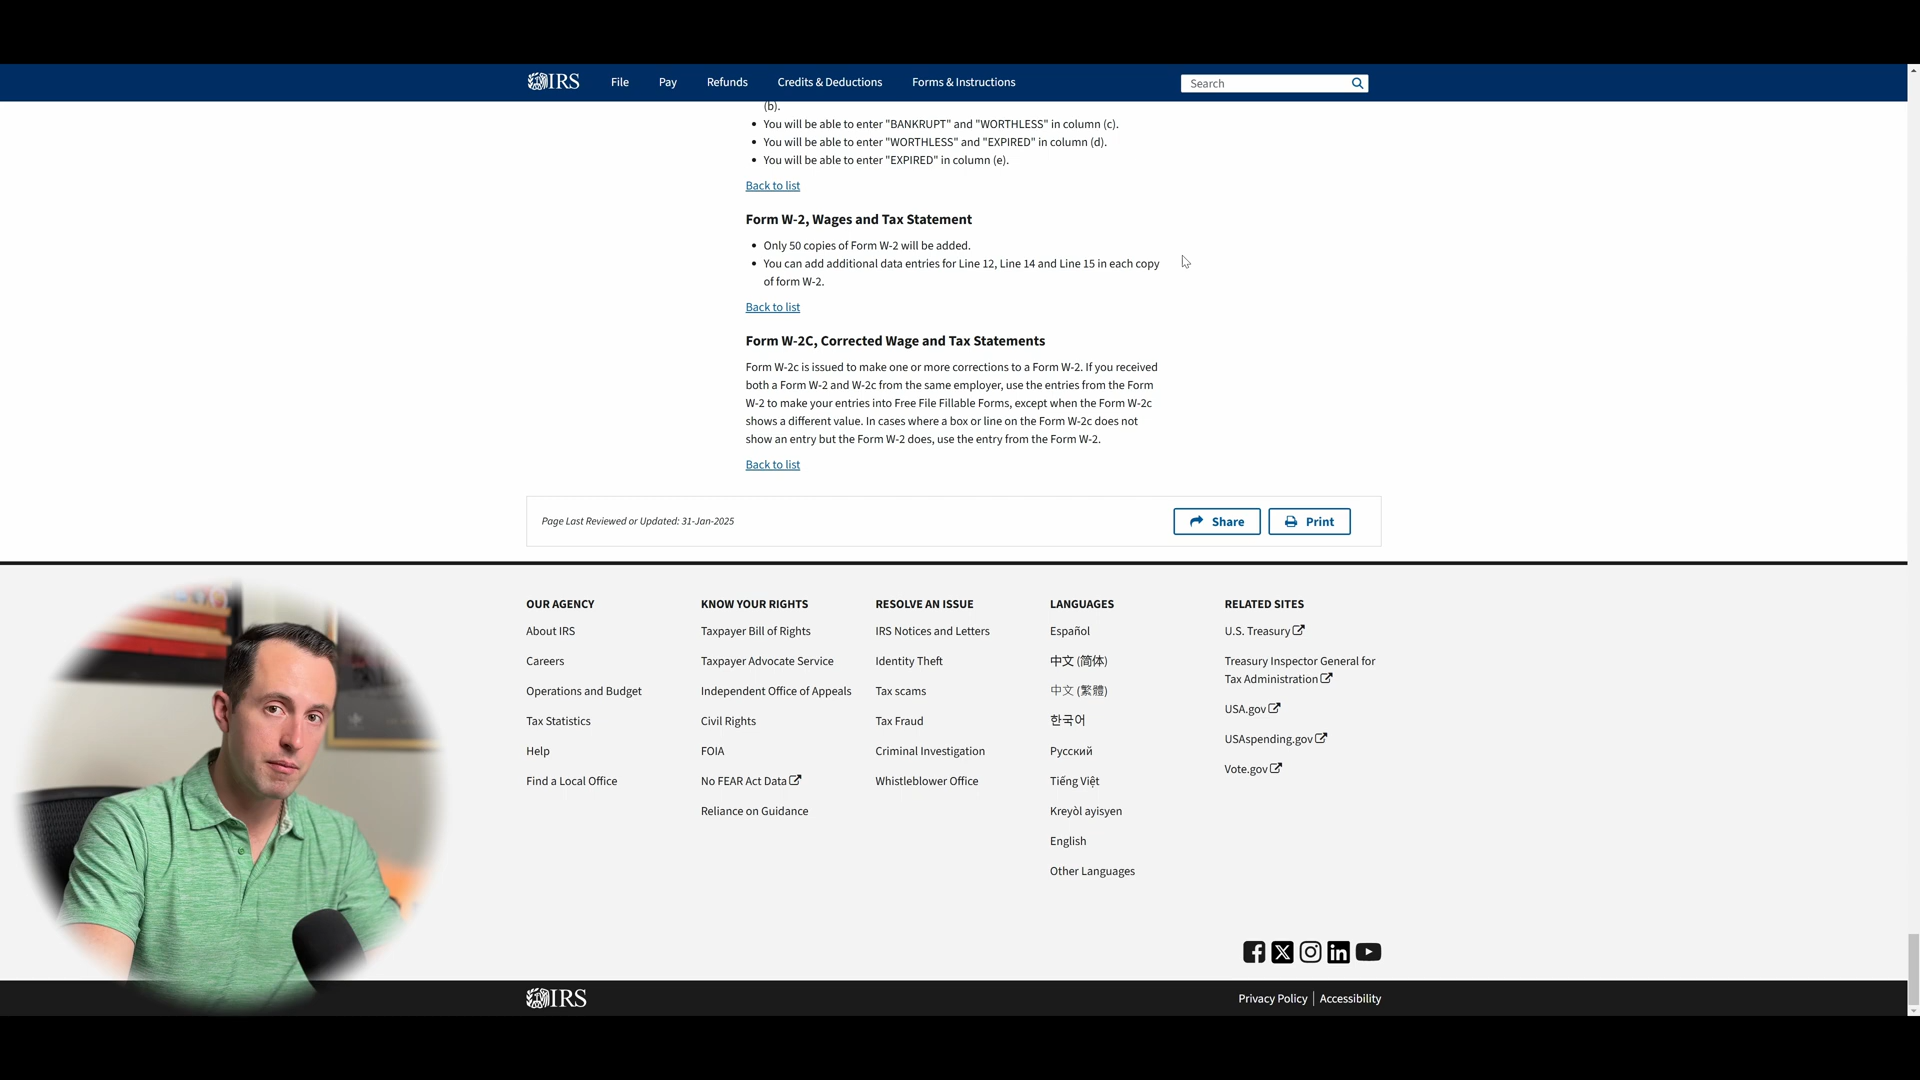 IRS
File
Pay
Refunds
Credits & Deductions
Forms & Instructions
Search
(b).
• You will be able to enter "BANKRUPT" and "WORTHLESS" in column (c).
• You will be able to enter "WORTHLESS" and "EXPIRED" in column (d).
• You will be able to enter "EXPIRED" in column (e).
Back to list
Form W-2, Wages and Tax Statement
• Only 50 copies of Form W-2 will be added.
• You can add additional data entries for Line 12, Line 14 and Line 15 in each copy
of form W-2.
Back to list
Form W-2C, Corrected Wage and Tax Statements
Form W-2c is issued to make one or more corrections to a Form W-2. If you received
both a Form W-2 and W-2c from the same employer, use the entries from the Form
W-2 to make your entries into Free File Fillable Forms, except when the Form W-2c
shows a different value. In cases where a box or line on the Form W-2c does not
show an entry but the Form W-2 does, use the entry from the Form W-2.
Back to list
Page Last Reviewed or Updated: 31-Jan-2025
Share
Print
OUR AGENCY
About IRS
Careers
Operations and Budget
Tax Statistics
Help
Find a Local Office
KNOW YOUR RIGHTS
Taxpayer Bill of Rights
Taxpayer Advocate Service
Independent Office of Appeals
Civil Rights
FOIA
No FEAR Act Data
Reliance on Guidance
RESOLVE AN ISSUE
IRS Notices and Letters
Identity Theft
Tax scams
Tax Fraud
Criminal Investigation
Whistleblower Office
LANGUAGES
Español
中文 (简体)
中文 (繁體)
한국어
Русский
Tiếng Việt
Kreyòl ayisyen
English
Other Languages
RELATED SITES
U.S. Treasury
Treasury Inspector General for
Tax Administration
USA.gov
USAspending.gov
Vote.gov
IRS
Privacy Policy | Accessibility